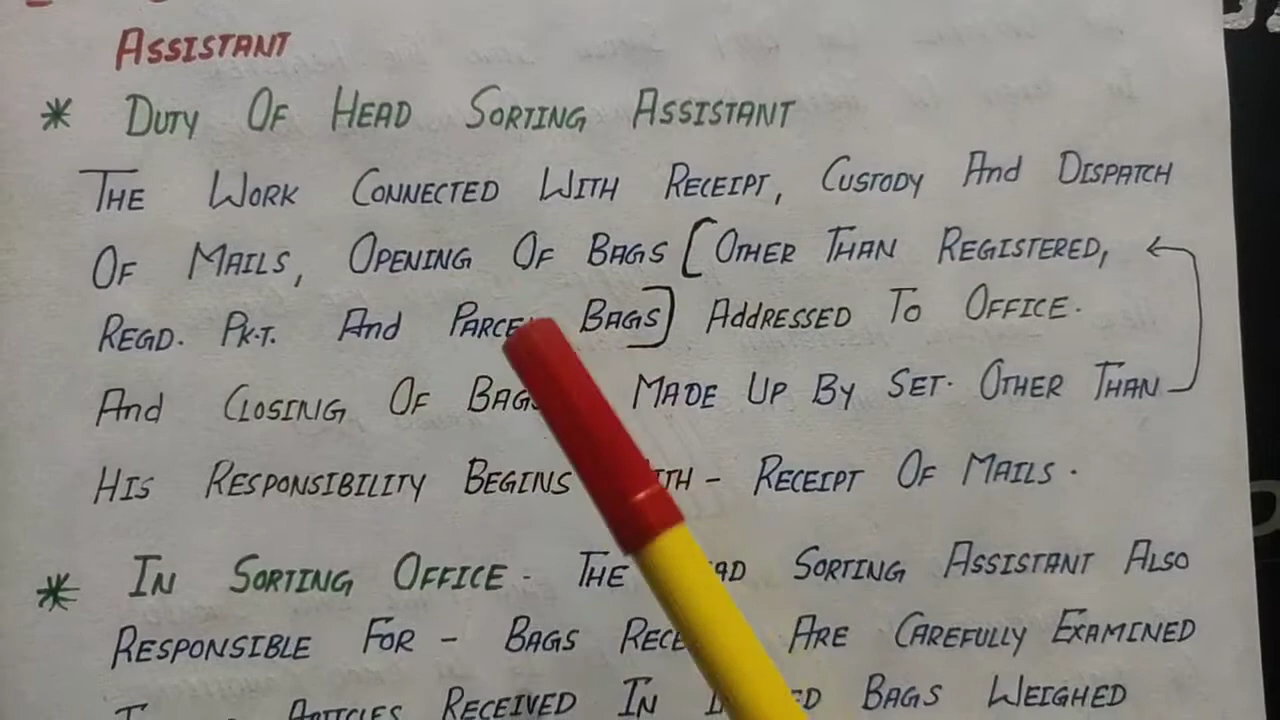 ASSISTANT
* DUTY OF HEAD SORTING ASSISTANT
THE WORK CONNECTED WITH RECEIPT, CUSTODY And DISPATCH
OF MAILS, OPENING OF BAGS [OTHER THAN REGISTERED,
REGD. PK.T. And PARCE BAGS] AddRESSED TO OFFICE.
And CLOSING OF BAG MADE UP BY SET. OTHER THAN
HIS RESPONSIBILITY BEGINS - RECEIPT OF MAILS.
* IN SORTING OFFICE - THE SORTING ASSISTANT ALSO
RESPONSIBLE FOR - BAGS ARE CAREFULLY EXAMINED
ARTICLES RECEIVED IN BAGS WEIGHED